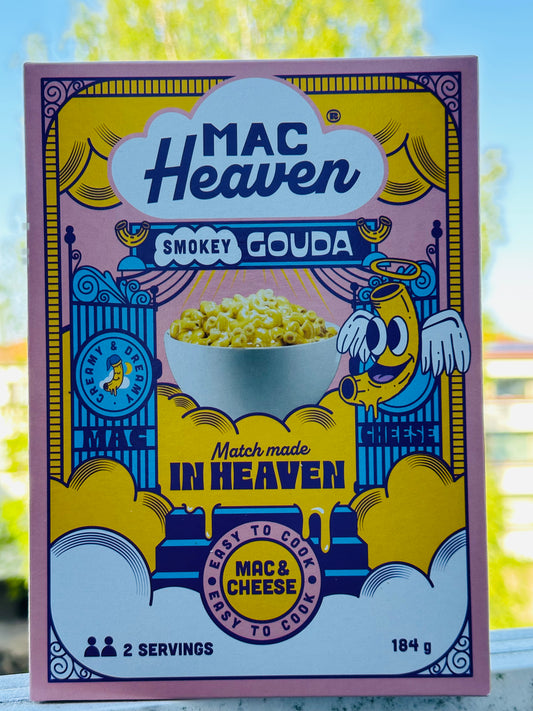 MAC
Heaven
®
SMOKEY GOUDA
CREAMY & DREAMY
MAC
CHEESE
Match made
IN HEAVEN
EASY TO COOK
MAC &
CHEESE
EASY TO COOK
2 SERVINGS
184 g